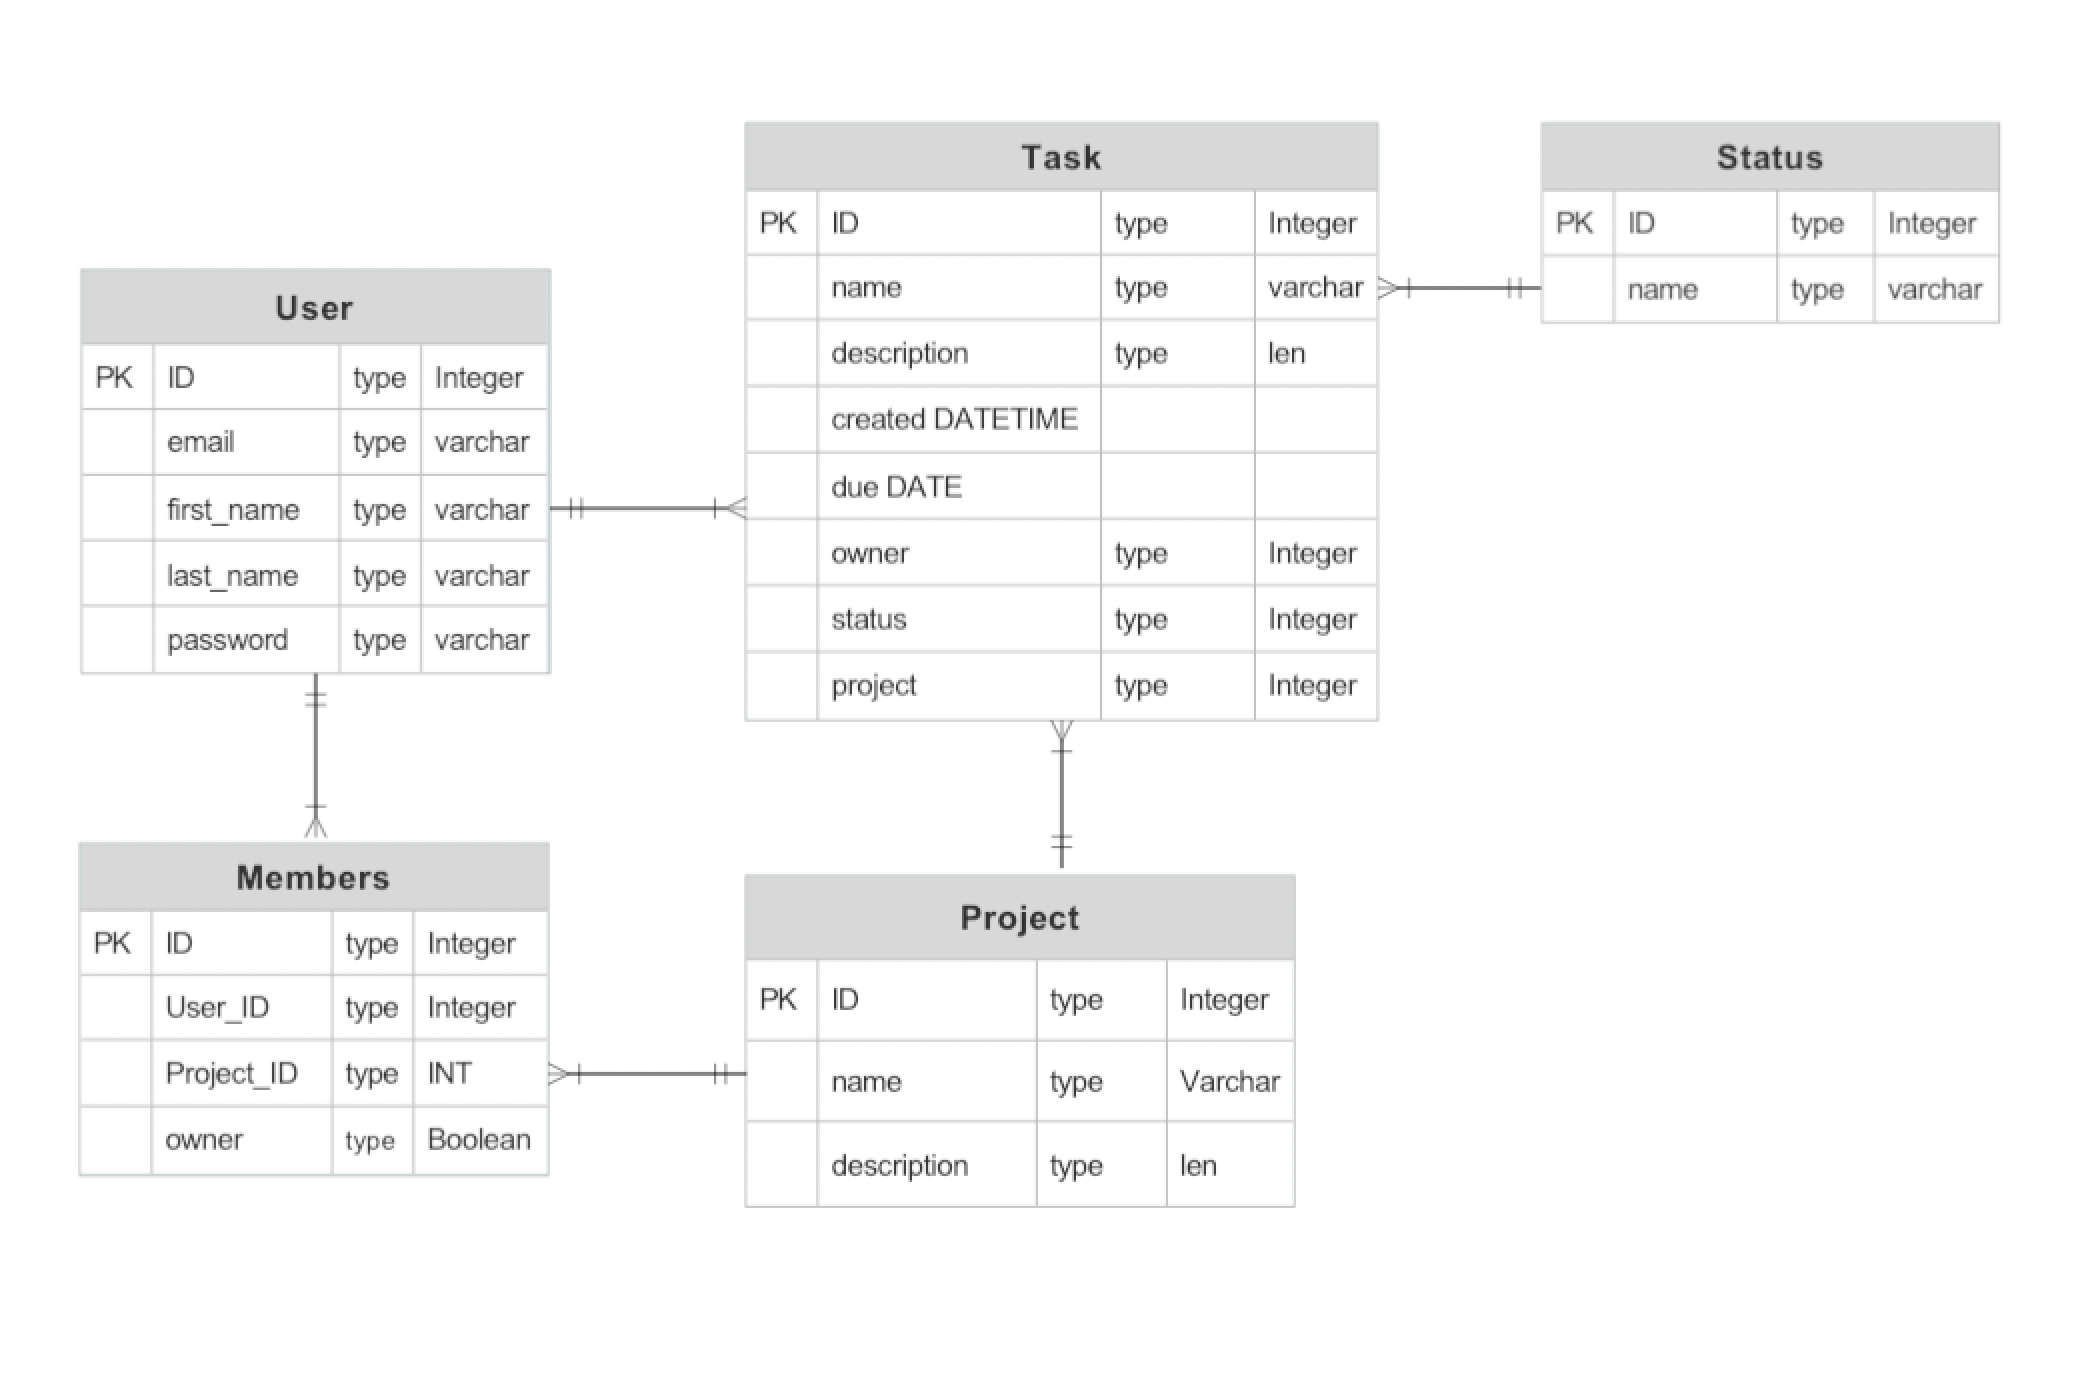 Task
PK ID type Integer
name type varchar
description type len
created DATETIME
due DATE
owner type Integer
status type Integer
project type Integer
Status
PK ID type Integer
name type varchar
User
PK ID type Integer
email type varchar
first_name type varchar
last_name type varchar
password type varchar
Members
PK ID type Integer
User_ID type Integer
Project_ID type INT
owner type Boolean
Project
PK ID type Integer
name type Varchar
description type len